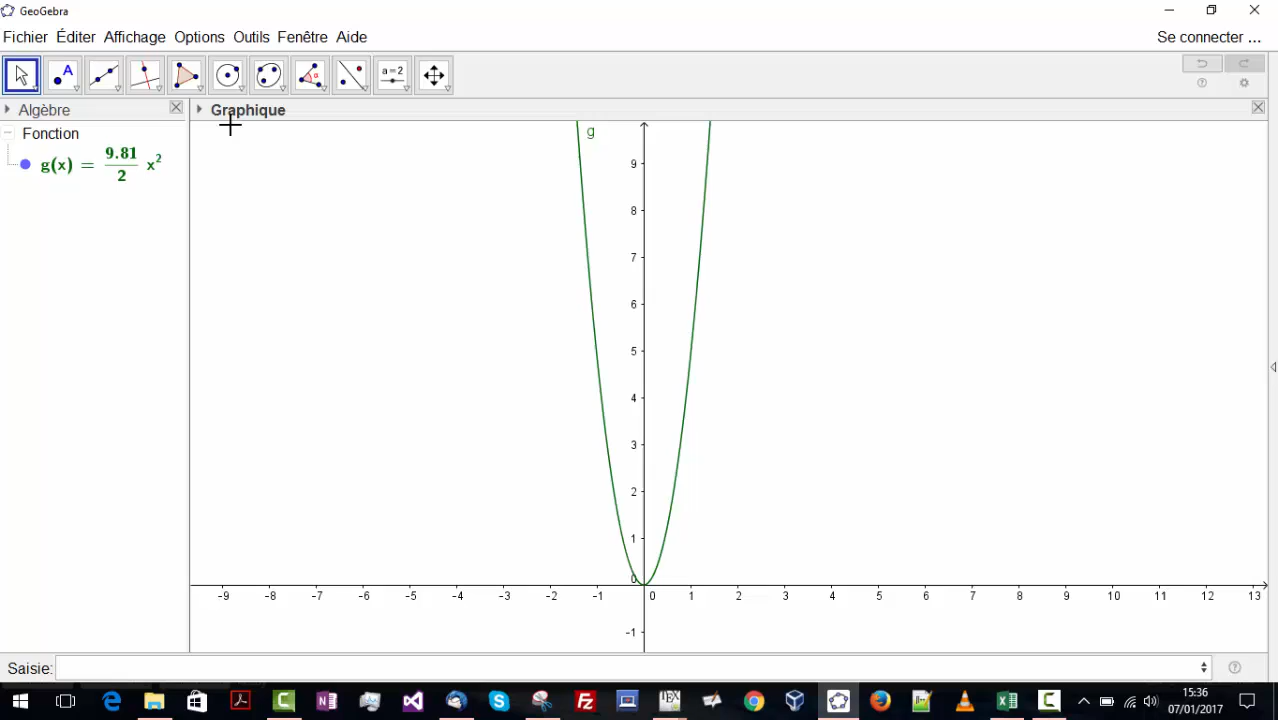 GeoGebra
Fichier Éditer Affichage Options Outils Fenêtre Aide Se connecter ...
A α a = 2
Algèbre Graphique
Fonction
g(x) = 9.81/2 x²
g
9
8
7
6
5
4
3
2
1
0
-9 -8 -7 -6 -5 -4 -3 -2 -1 0 1 2 3 4 5 6 7 8 9 10 11 12 13
-1
Saisie:
15:36
07/01/2017